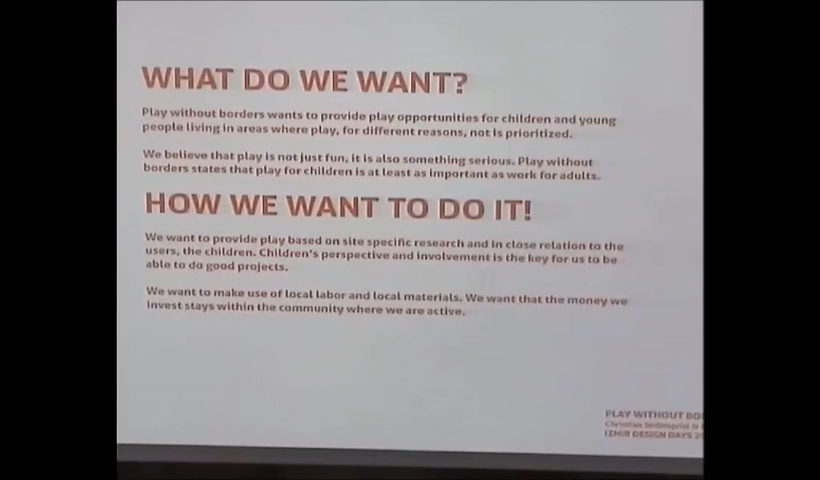 WHAT DO WE WANT?
Play without borders wants to provide play opportunities for children and young
people living in areas where play, for different reasons, not is prioritized.
We believe that play is not just fun, it is also something serious. Play without
borders states that play for children is at least as important as work for adults.
HOW WE WANT TO DO IT!
We want to provide play based on site specific research and in close relation to the
users, the children. Children's perspective and involvement is the key for us to be
able to do good projects.
We want to make use of local labor and local materials. We want that the money we
invest stays within the community where we are active.
PLAY WITHOUT
IZMIR DESIGN DAYS